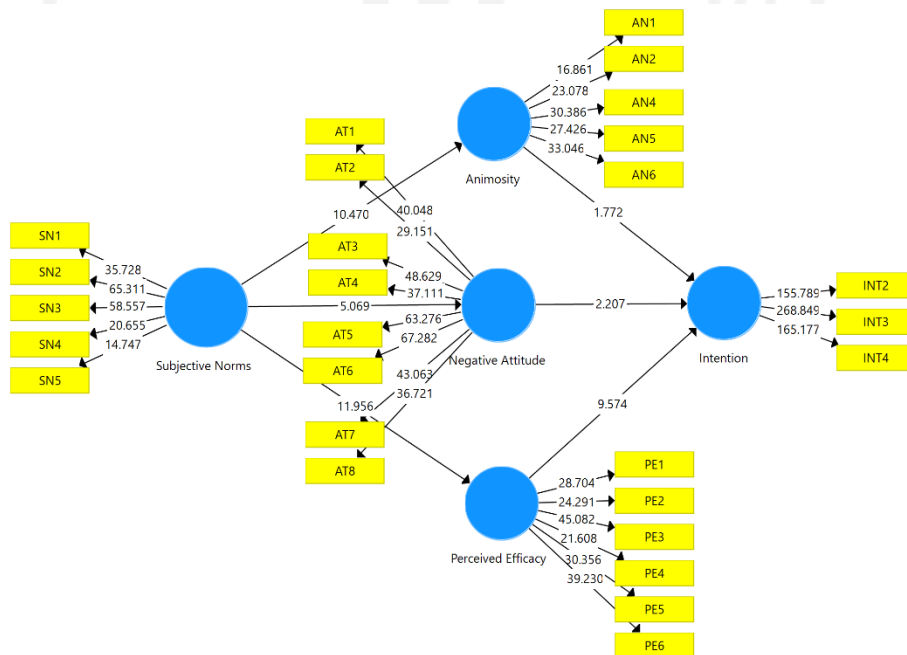 AN1
16.861
AN2
23.078
30.386
AN4
27.426
AN5
33.046
AN6
Animosity
AT1
AT2
10.470
40.048
29.151
1.772
SN1
35.728
SN2
65.311
SN3
58.557
SN4
20.655
SN5
14.747
Subjective Norms
AT3
48.629
AT4
37.111
5.069
AT5
63.276
AT6
67.282
Negative Attitude
43.063
36.721
2.207
Intention
155.789
INT2
268.849
INT3
165.177
INT4
11.956
AT7
AT8
9.574
Perceived Efficacy
PE1
28.704
24.291
PE2
45.082
PE3
21.608
30.356
PE4
39.230
PE5
PE6